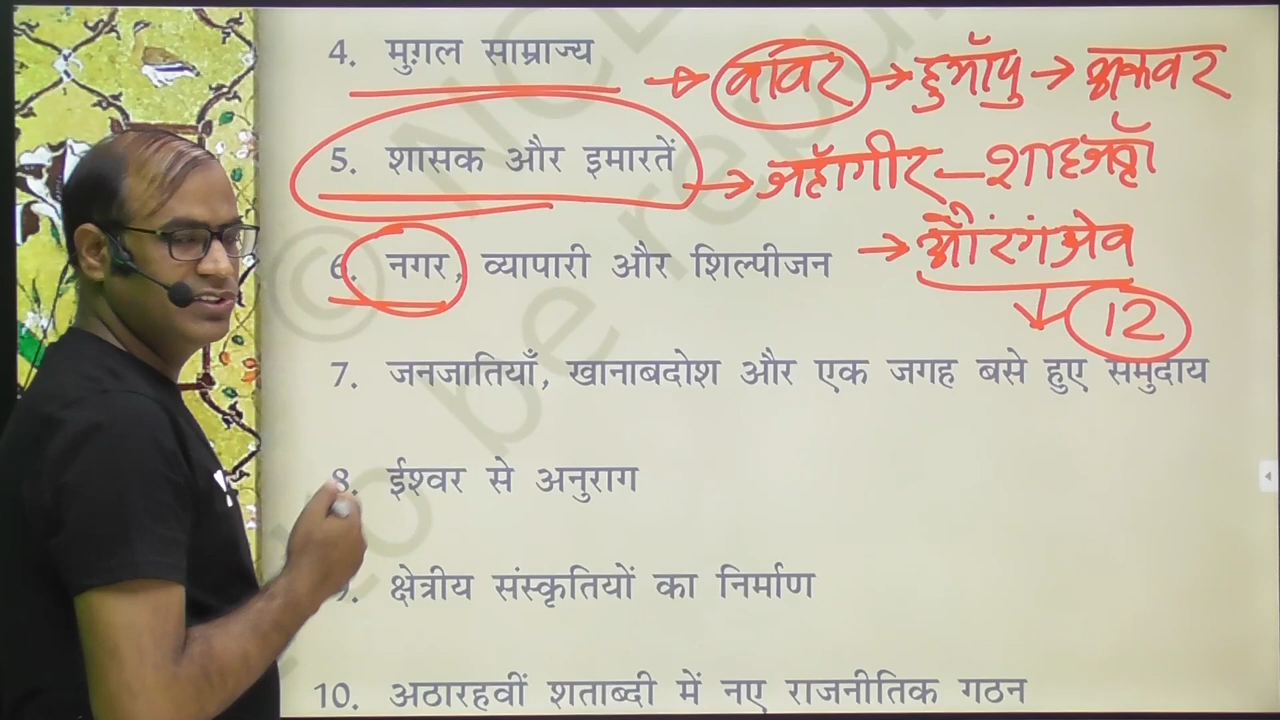 4. मुग़ल साम्राज्य → बाबर → हुमाँयु → अकबर
5. शासक और इमारतें → जहाँगीर – शाहजहाँ
6. नगर, व्यापारी और शिल्पीजन → औरंगजेब
↓ 12
7. जनजातियाँ, खानाबदोश और एक जगह बसे हुए समुदाय
8. ईश्वर से अनुराग
9. क्षेत्रीय संस्कृतियों का निर्माण
10. अठारहवीं शताब्दी में नए राजनीतिक गठन